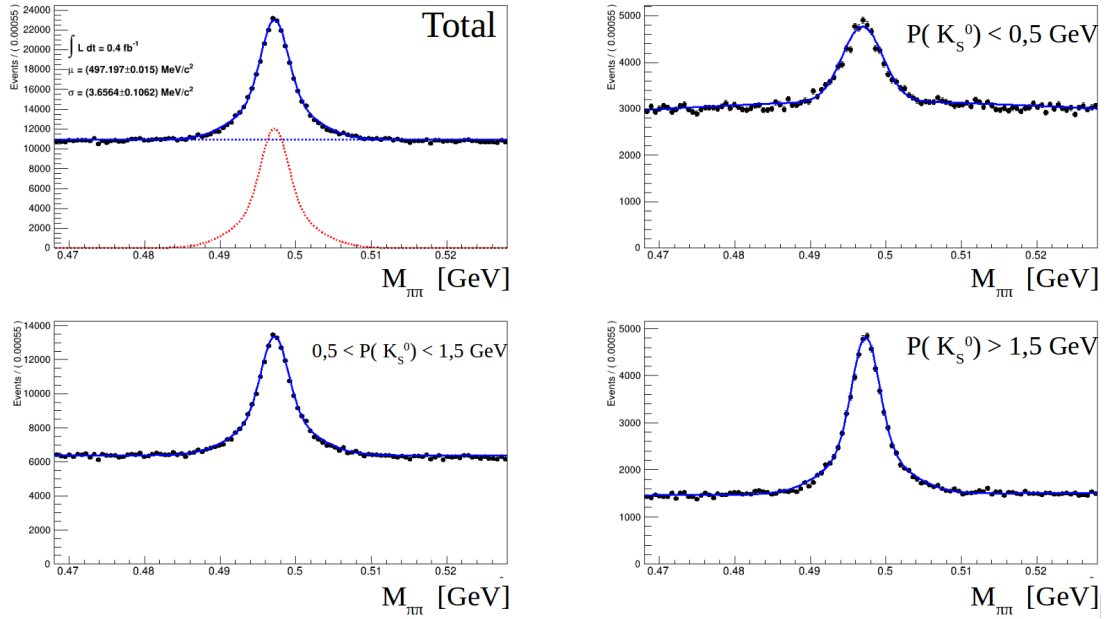 Total
∫ L dt = 0.4 fb⁻¹
μ = (497.197±0.015) MeV/c²
σ = (3.6564±0.1062) MeV/c²
Events / ( 0.00055 )
24000
22000
20000
18000
16000
14000
12000
10000
8000
6000
4000
2000
0
0.47 0.48 0.49 0.5 0.51 0.52
M_ππ [GeV]
P( K_S⁰) < 0,5 GeV
Events / ( 0.00055 )
5000
4000
3000
2000
1000
0
0.47 0.48 0.49 0.5 0.51 0.52
M_ππ [GeV]
0,5 < P( K_S⁰) < 1,5 GeV
Events / ( 0.00055 )
14000
12000
10000
8000
6000
4000
2000
0
0.47 0.48 0.49 0.5 0.51 0.52
M_ππ [GeV]
P( K_S⁰) > 1,5 GeV
Events / ( 0.00055 )
5000
4000
3000
2000
1000
0
0.47 0.48 0.49 0.5 0.51 0.52
M_ππ [GeV]